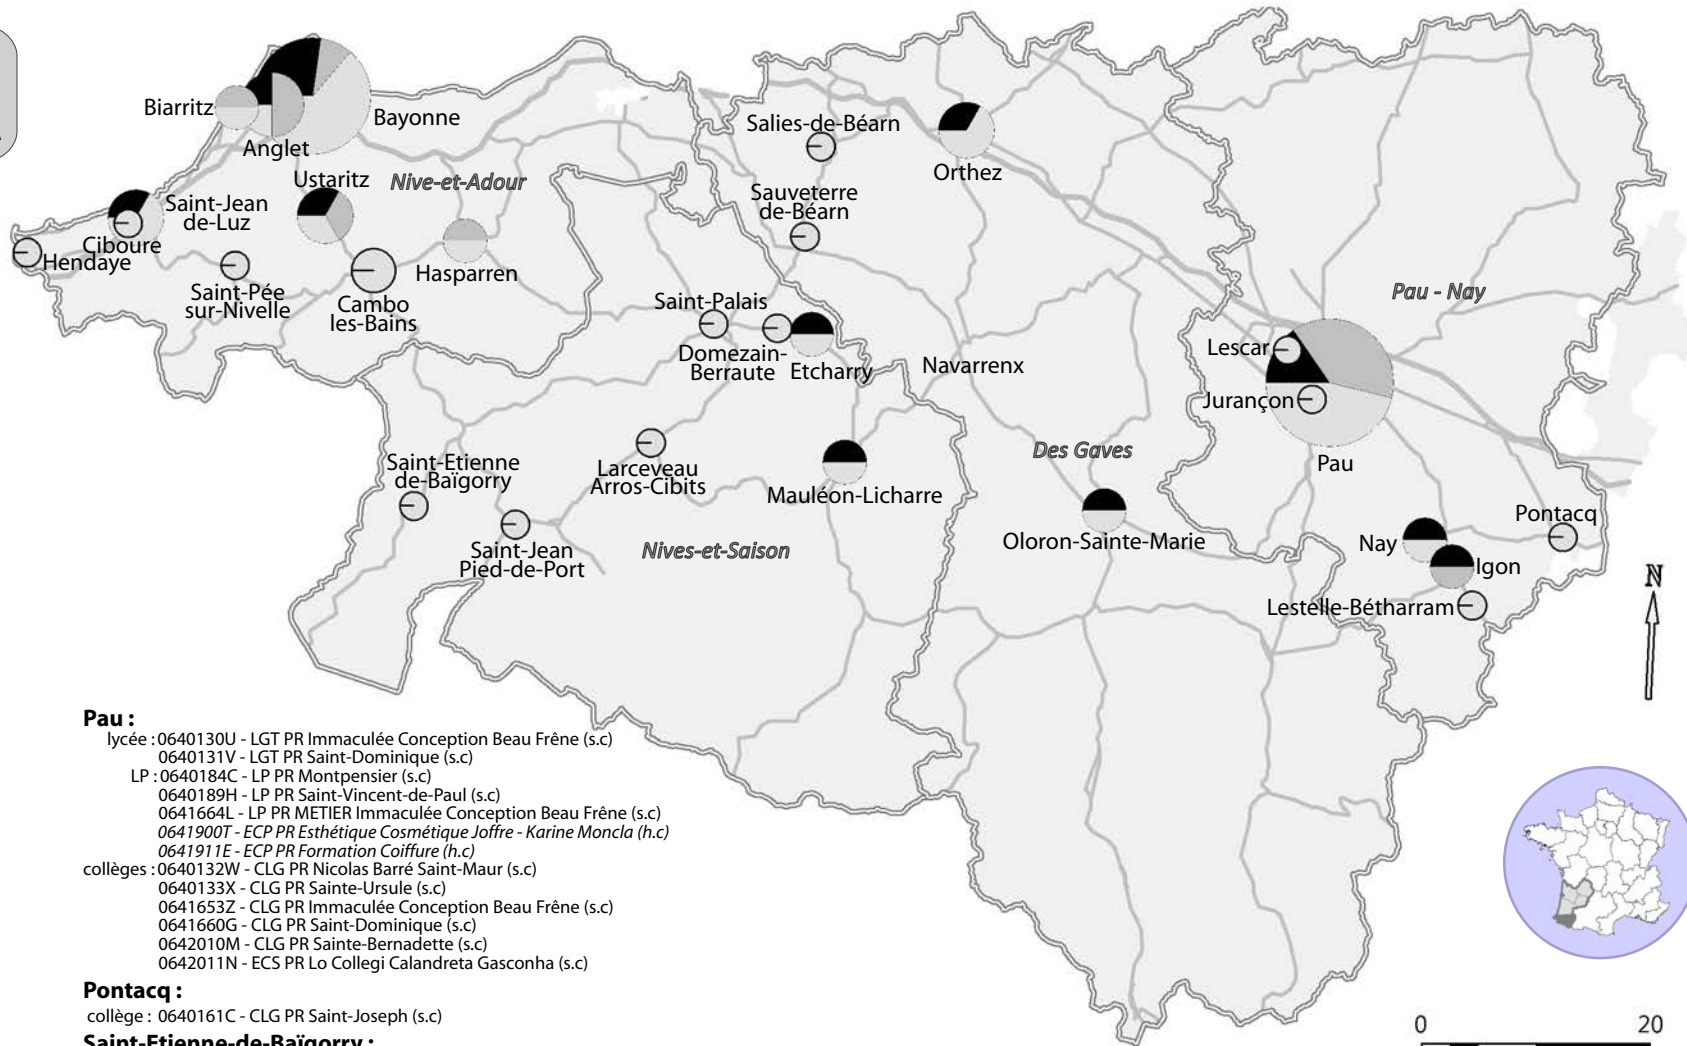 Biarritz
Bayonne
Anglet
Ustaritz
Nive-et-Adour
Saint-Jean
de-Luz
Ciboure
Hendaye
Saint-Pée
sur-Nivelle
Cambo
les-Bains
Hasparren
Salies-de-Béarn
Sauveterre
de-Béarn
Orthez
Saint-Palais
Domezain-
Berraute
Etcharry
Navarrenx
Pau - Nay
Lescar
Jurançon
Pau
Des Gaves
Saint-Etienne
de-Baïgorry
Larceveau
Arros-Cibits
Mauléon-Licharre
Saint-Jean
Pied-de-Port
Nives-et-Saison
Oloron-Sainte-Marie
Pontacq
Nay
Igon
Lestelle-Bétharram
N
Pau :
lycée : 0640130U - LGT PR Immaculée Conception Beau Frêne (s.c)
0640131V - LGT PR Saint-Dominique (s.c)
LP : 0640184C - LP PR Montpensier (s.c)
0640189H - LP PR Saint-Vincent-de-Paul (s.c)
0641664L - LP PR METIER Immaculée Conception Beau Frêne (s.c)
0641900T - ECP PR Esthétique Cosmétique Joffre - Karine Moncla (h.c)
0641911E - ECP PR Formation Coiffure (h.c)
collèges : 0640132W - CLG PR Nicolas Barré Saint-Maur (s.c)
0640133X - CLG PR Sainte-Ursule (s.c)
0641653Z - CLG PR Immaculée Conception Beau Frêne (s.c)
0641660G - CLG PR Saint-Dominique (s.c)
0642010M - CLG PR Sainte-Bernadette (s.c)
0642011N - ECS PR Lo Collegi Calandreta Gasconha (s.c)
Pontacq :
collège : 0640161C - CLG PR Saint-Joseph (s.c)
Saint-Etienne-de-Baïgorry :
0 20